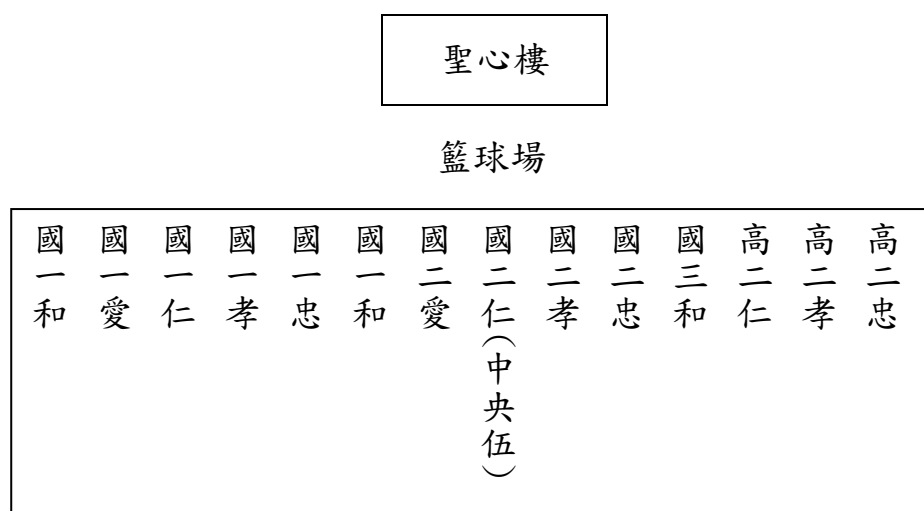 聖心樓
籃球場
國一和
國一愛
國一仁
國一孝
國一忠
國一和
國二愛
國二仁(中央伍)
國二孝
國二忠
國三和
高二仁
高二孝
高二忠